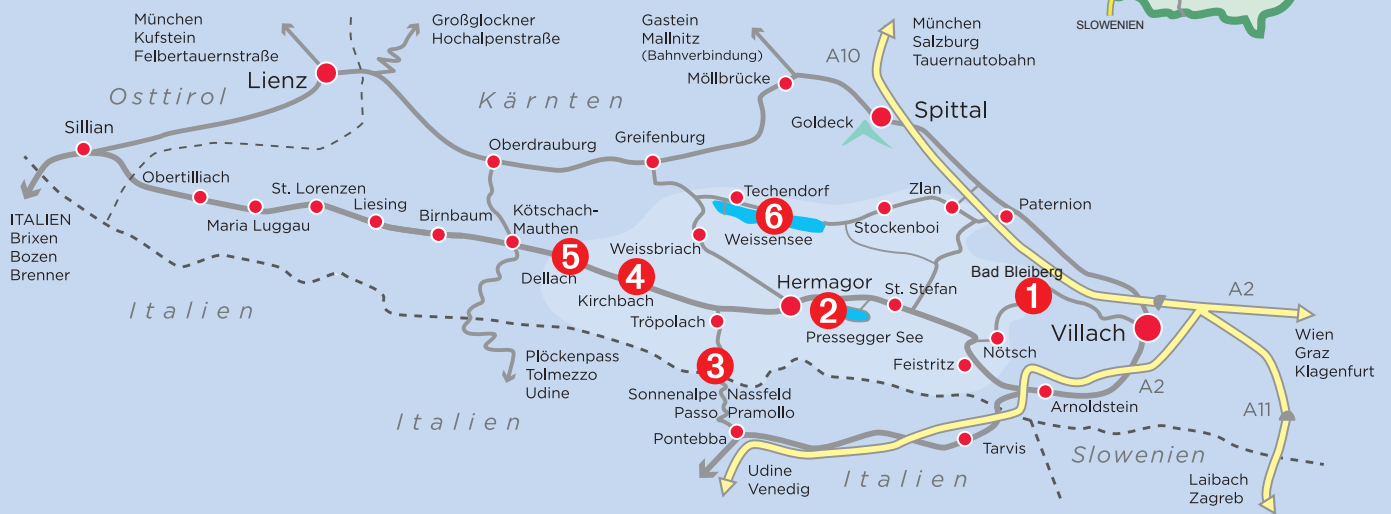 München
Kufstein
Felbertauernstraße
Großglockner
Hochalpenstraße
Gastein
Mallnitz
(Bahnverbindung)
München
Salzburg
Tauernautobahn
SLOWENIEN
A10
Lienz
Möllbrücke
Osttirol
Kärnten
Spittal
Goldeck
Sillian
Oberdrauburg
Greifenburg
Obertilliach
St. Lorenzen
Liesing
Birnbaum
Maria Luggau
Kötschach-
Mauthen
Techendorf
Zlan
Paternion
6
Weissensee
Stockenboi
ITALIEN
Brixen
Bozen
Brenner
Weissbriach
5
Dellach
4
Kirchbach
Hermagor
St. Stefan
Bad Bleiberg
1
2
Pressegger See
A2
Italien
Tröpolach
Villach
Wien
Graz
Klagenfurt
Nötsch
Feistritz
3
Plöckenpass
Tolmezzo
Udine
Sonnenalpe Nassfeld
Passo Pramollo
A2
Arnoldstein
A11
Italien
Pontebba
Tarvis
Slowenien
Udine
Venedig
Italien
Laibach
Zagreb